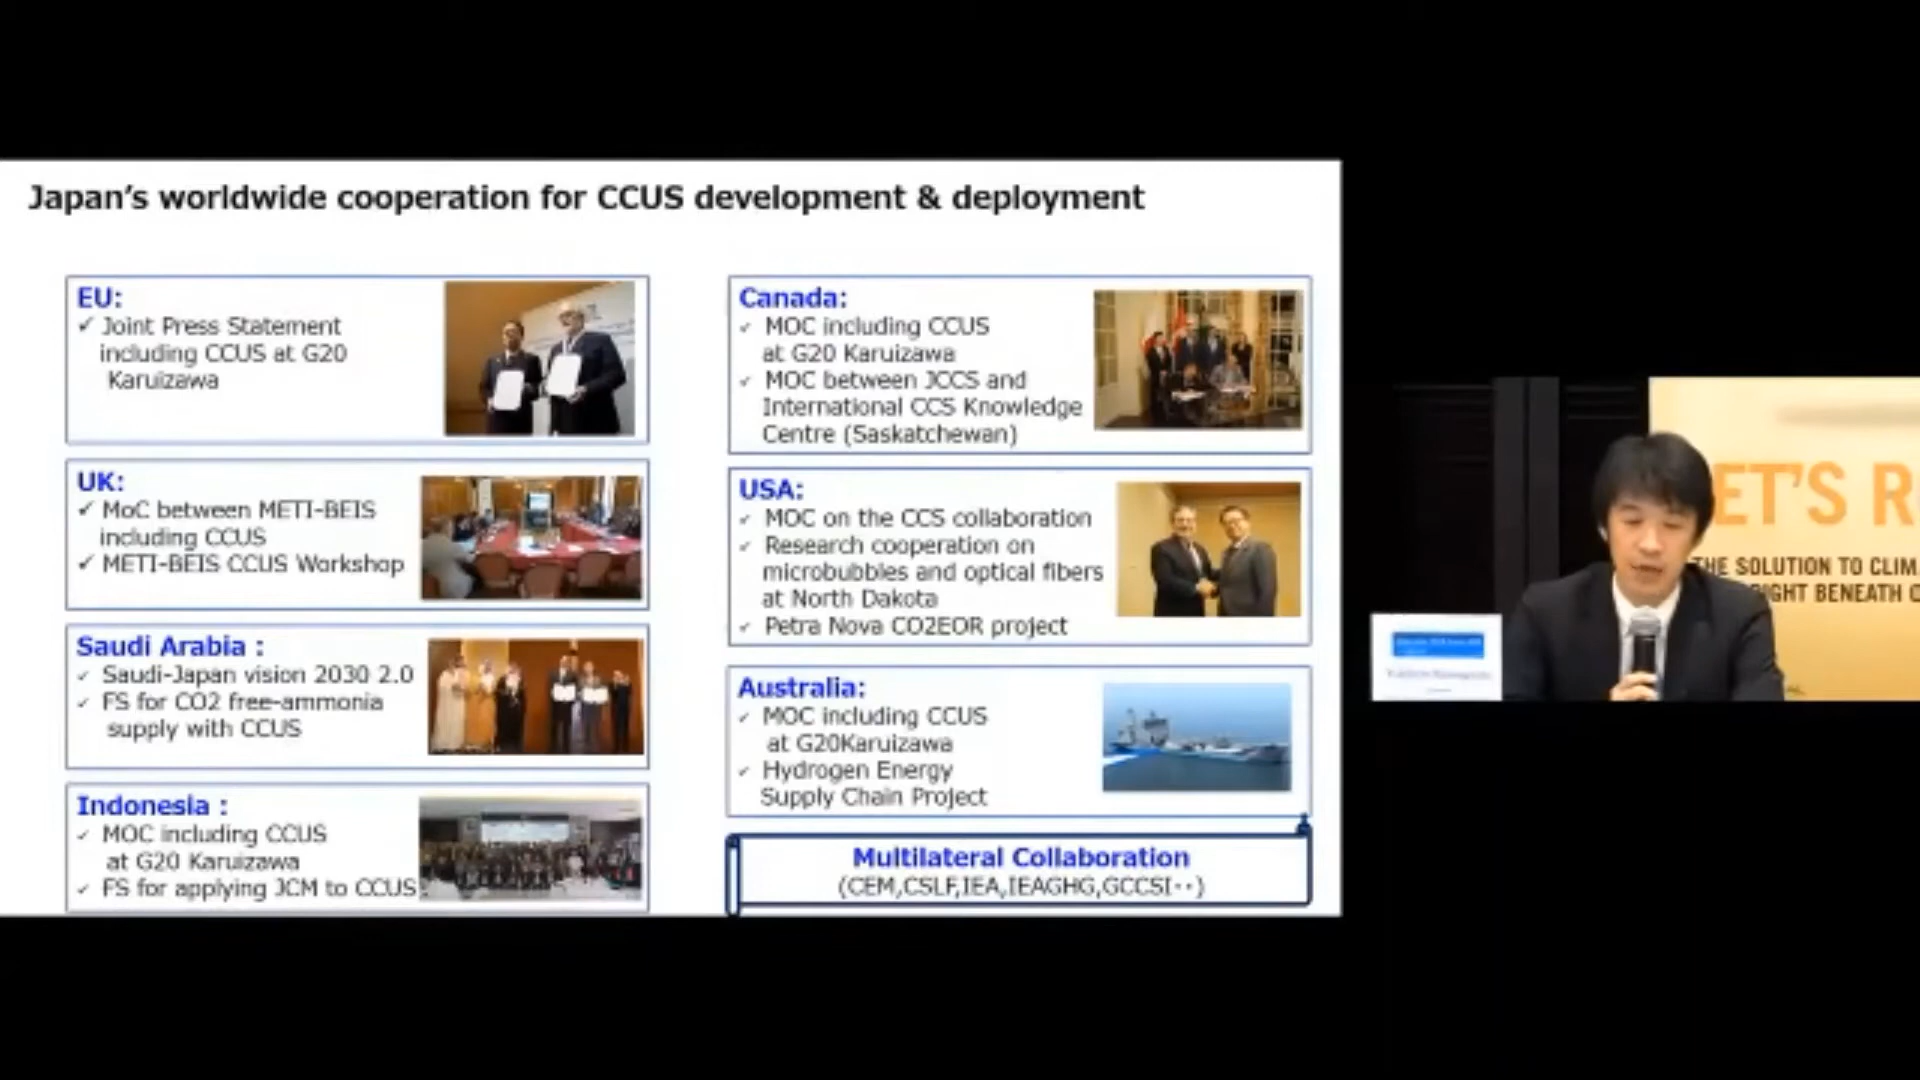 Japan's worldwide cooperation for CCUS development & deployment
EU:
✓ Joint Press Statement
including CCUS at G20
Karuizawa
UK:
✓ MoC between METI-BEIS
including CCUS
✓ METI-BEIS CCUS Workshop
Saudi Arabia :
✓ Saudi-Japan vision 2030 2.0
✓ FS for CO2 free-ammonia
supply with CCUS
Indonesia :
✓ MOC including CCUS
at G20 Karuizawa
✓ FS for applying JCM to CCUS
Canada:
✓ MOC including CCUS
at G20 Karuizawa
✓ MOC between JCCS and
International CCS Knowledge
Centre (Saskatchewan)
USA:
✓ MOC on the CCS collaboration
✓ Research cooperation on
microbubbles and optical fibers
at North Dakota
✓ Petra Nova CO2EOR project
Australia:
✓ MOC including CCUS
at G20Karuizawa
✓ Hydrogen Energy
Supply Chain Project
Multilateral Collaboration
(CEM,CSLF,IEA,IEAGHG,GCCSI··)
ET'S R
THE SOLUTION TO CLIM
IGHT BENEATH